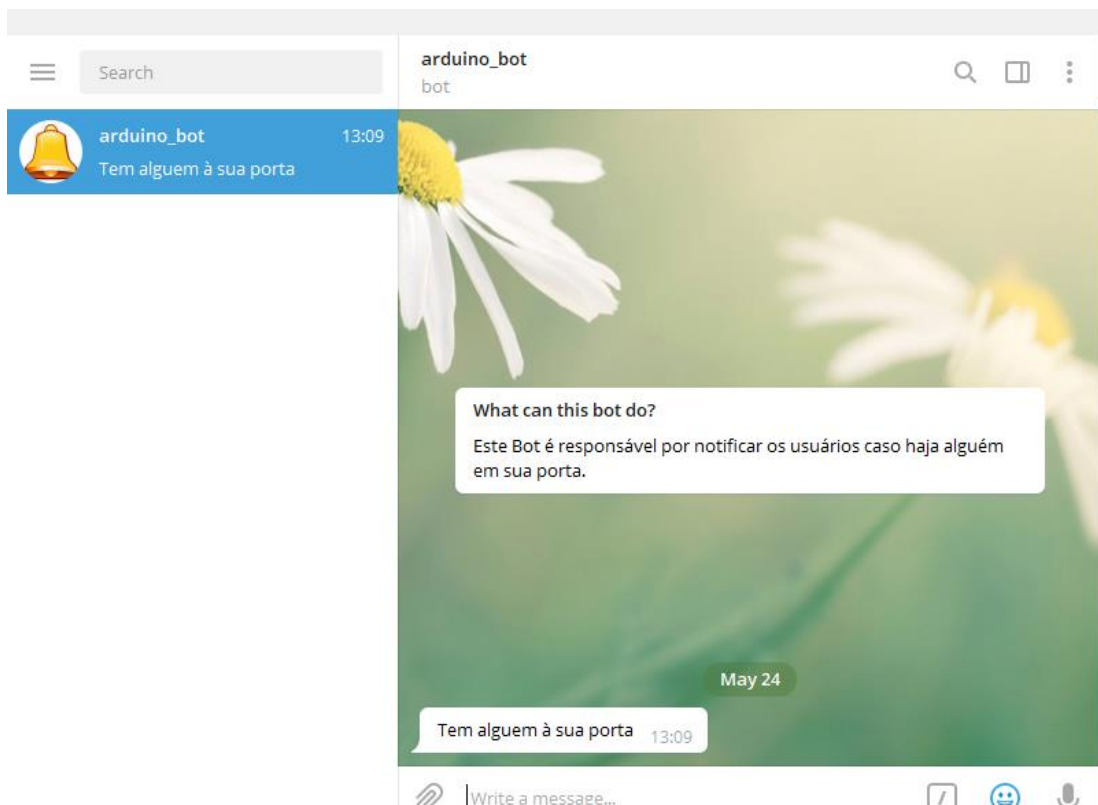 Search
arduino_bot
bot
arduino_bot 13:09
Tem alguem à sua porta
What can this bot do?
Este Bot é responsável por notificar os usuários caso haja alguém
em sua porta.
May 24
Tem alguem à sua porta 13:09
Write a message...